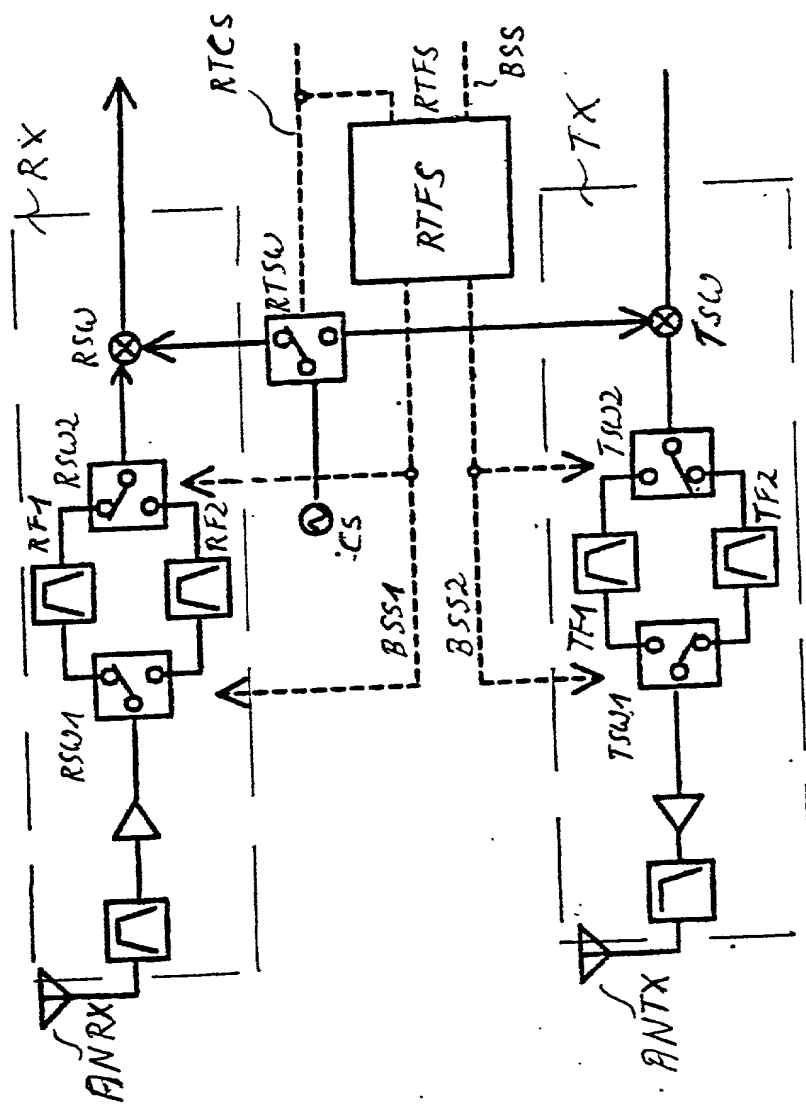 RX
RTCS
RTFS
BSS
TX
RTFS
RTSW
RSW
TSW
RSW2
TSW2
RF1
RF2
CS
TF1
TF2
BSS1
BSS2
RSW1
TSW1
ANRX
ANTX